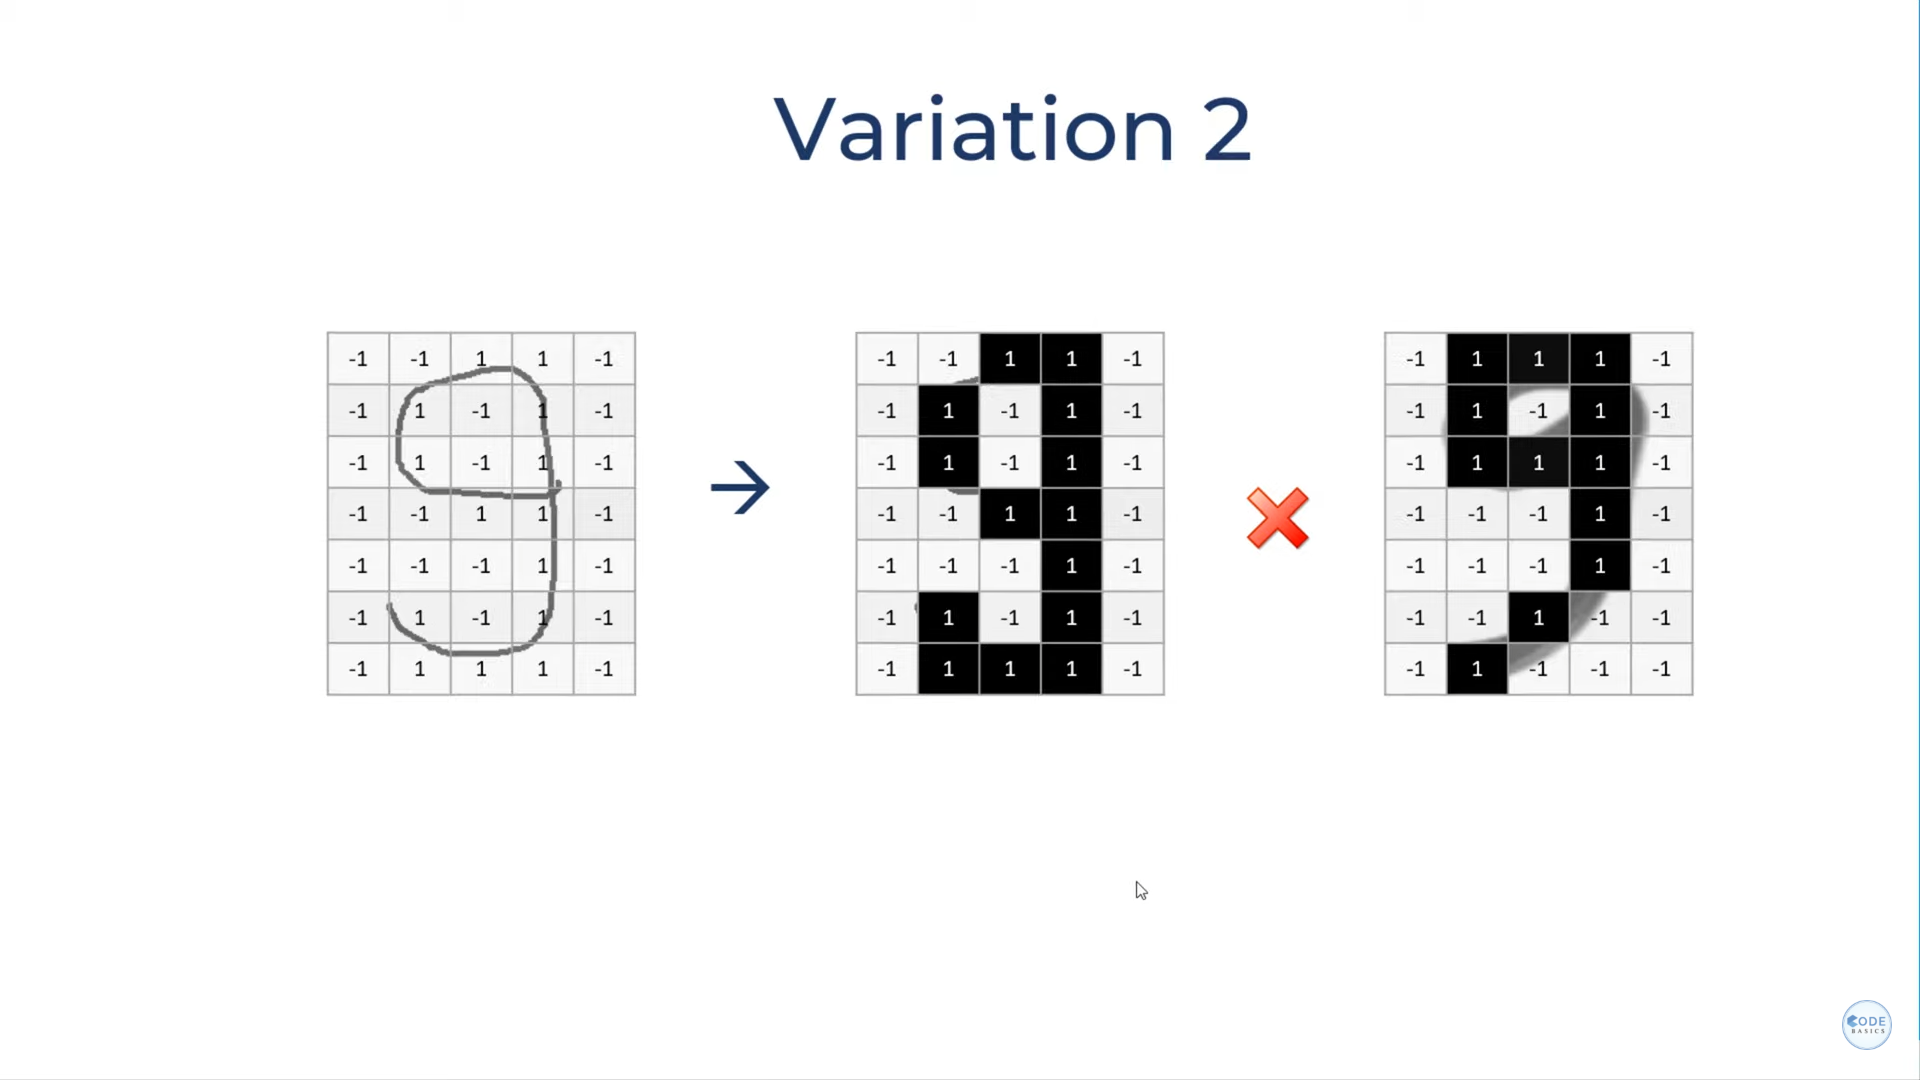 Variation 2
-1 -1 1 1 -1 -1 -1 1 1 -1 -1 1 1 1 -1
-1 1 -1 1 -1 -1 1 -1 1 -1 -1 1 -1 1 -1
-1 1 -1 1 -1 -1 1 -1 1 -1 -1 1 1 1 -1
-1 -1 1 1 -1 -1 -1 1 1 -1 -1 -1 -1 1 -1
-1 -1 -1 1 -1 -1 -1 -1 1 -1 -1 -1 -1 1 -1
-1 1 -1 1 -1 -1 1 -1 1 -1 -1 -1 1 -1 -1
-1 1 1 1 -1 -1 1 1 1 -1 -1 1 -1 -1 -1
CODE
BASICS